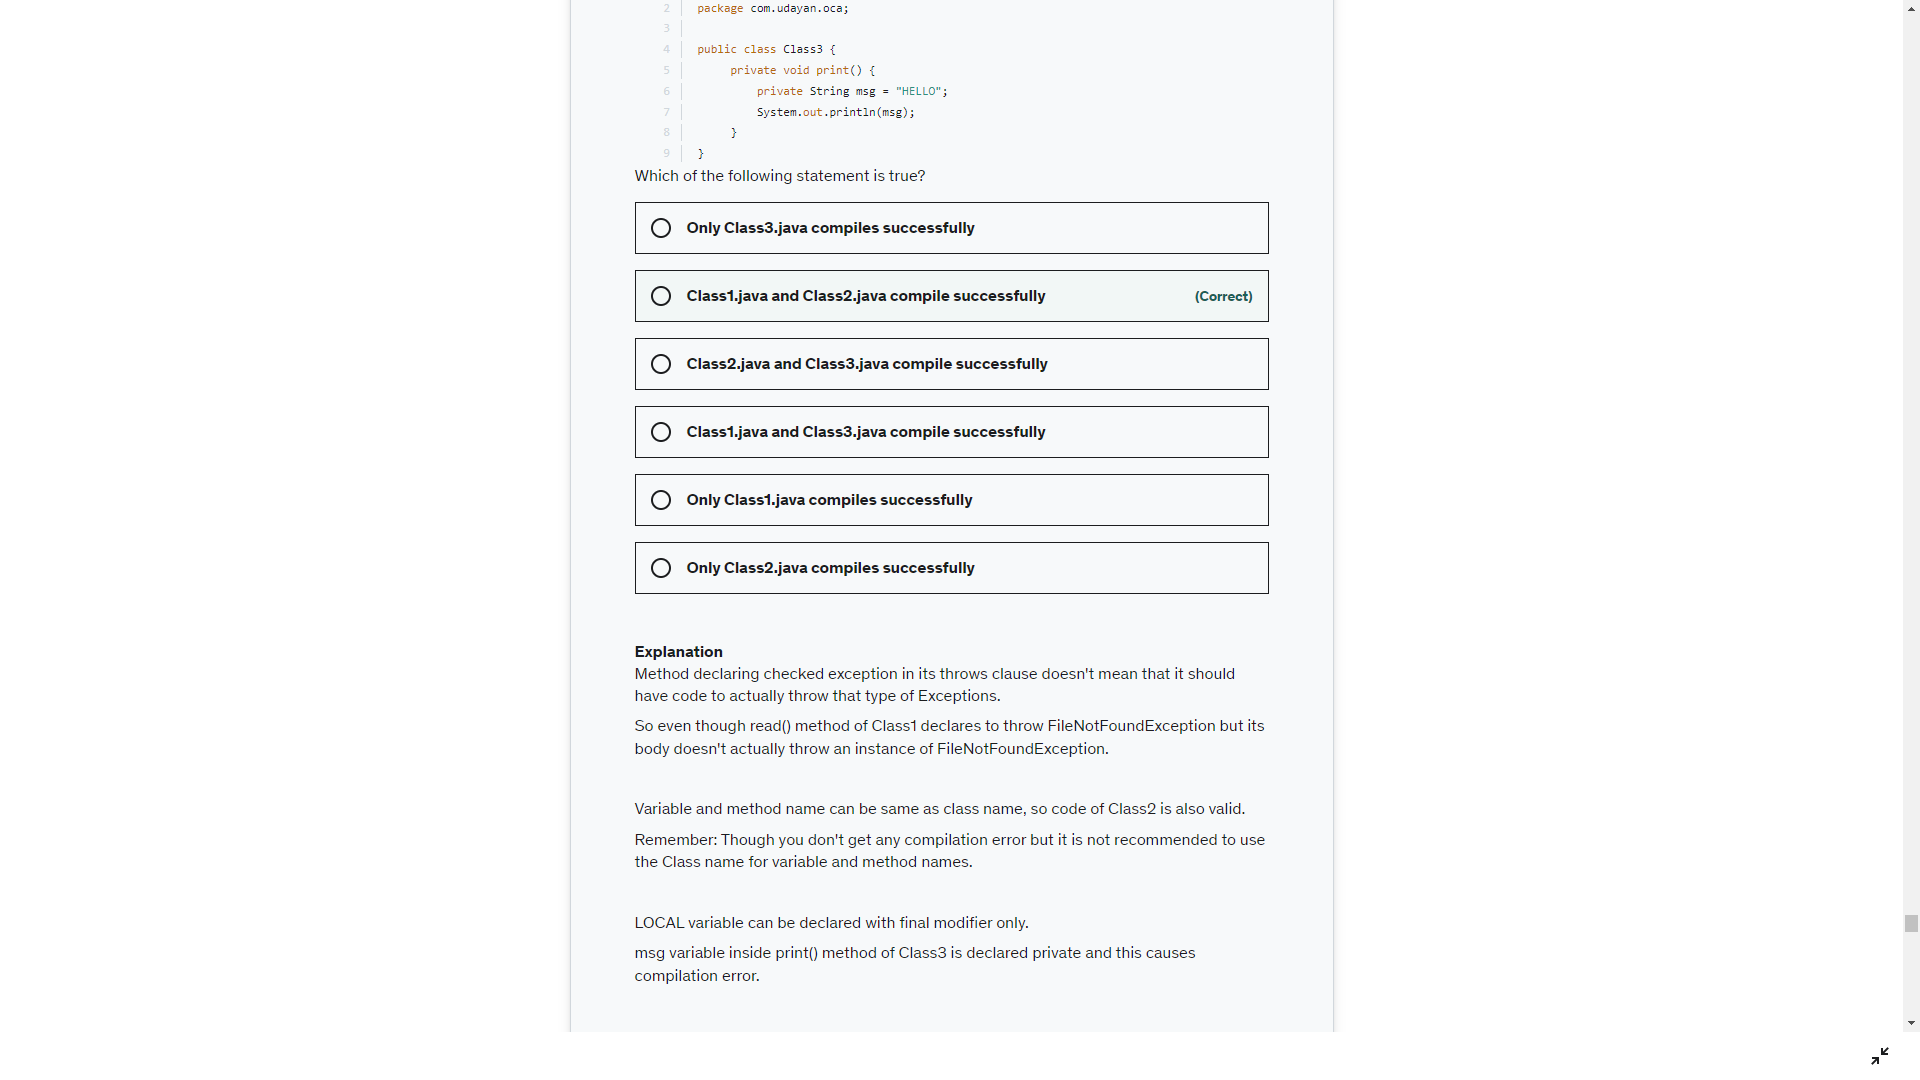 2 package com.udayan.oca;
3
4 public class Class3 {
5 private void print() {
6 private String msg = "HELLO";
7 System.out.println(msg);
8 }
9 }
Which of the following statement is true?
Only Class3.java compiles successfully
Class1.java and Class2.java compile successfully (Correct)
Class2.java and Class3.java compile successfully
Class1.java and Class3.java compile successfully
Only Class1.java compiles successfully
Only Class2.java compiles successfully
Explanation
Method declaring checked exception in its throws clause doesn't mean that it should
have code to actually throw that type of Exceptions.
So even though read() method of Class1 declares to throw FileNotFoundException but its
body doesn't actually throw an instance of FileNotFoundException.
Variable and method name can be same as class name, so code of Class2 is also valid.
Remember: Though you don't get any compilation error but it is not recommended to use
the Class name for variable and method names.
LOCAL variable can be declared with final modifier only.
msg variable inside print() method of Class3 is declared private and this causes
compilation error.